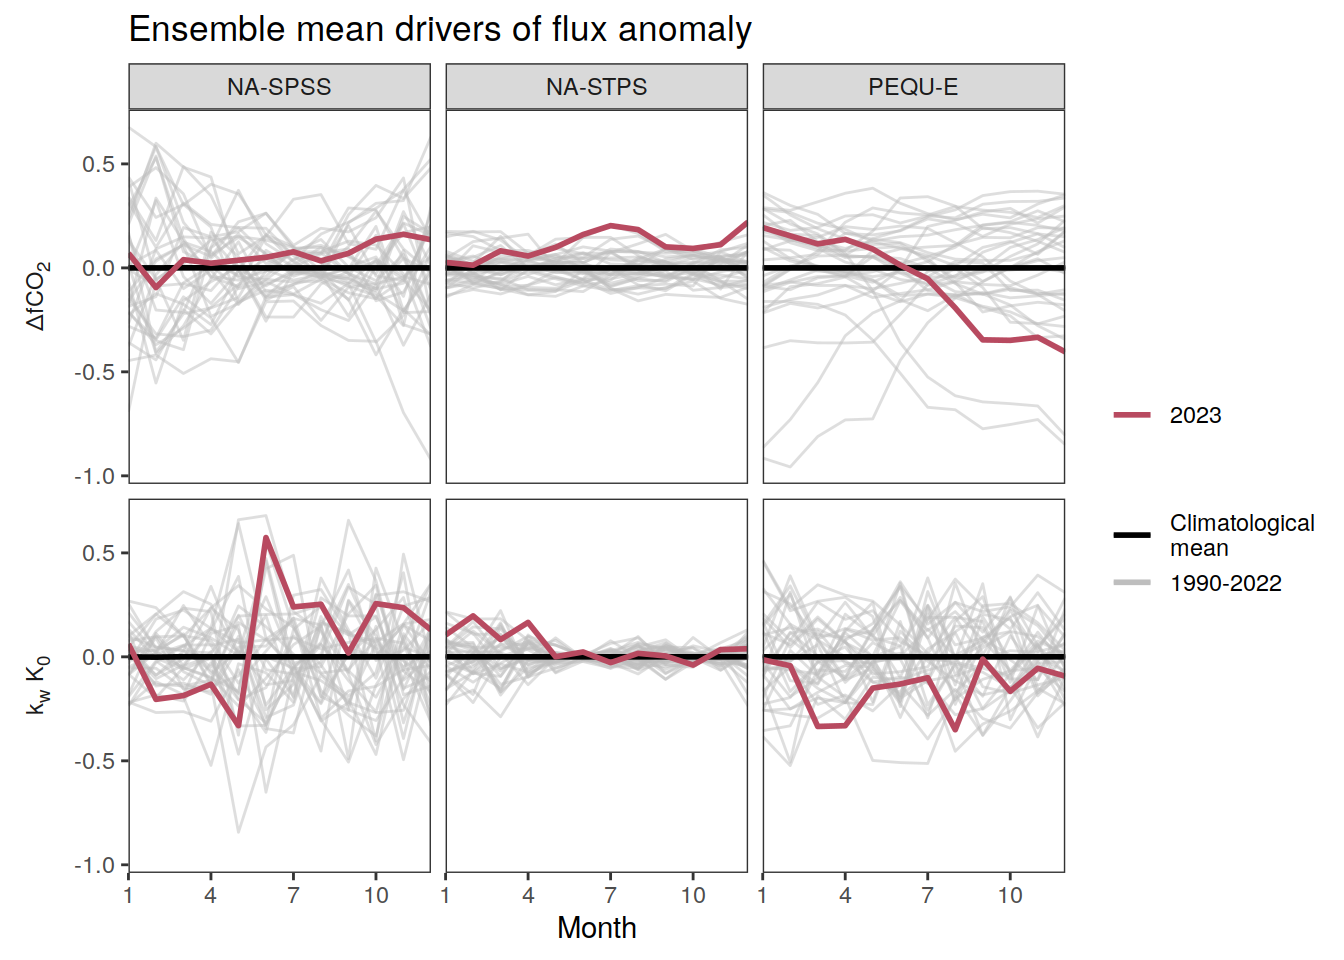 Ensemble mean drivers of flux anomaly
NA-SPSS
NA-STPS
PEQU-E
ΔfCO₂
0.5
0.0
-0.5
-1.0
k_w K₀
0.5
0.0
-0.5
-1.0
1 4 7 10
1 4 7 10
1 4 7 10
Month
2023
Climatological
mean
1990-2022